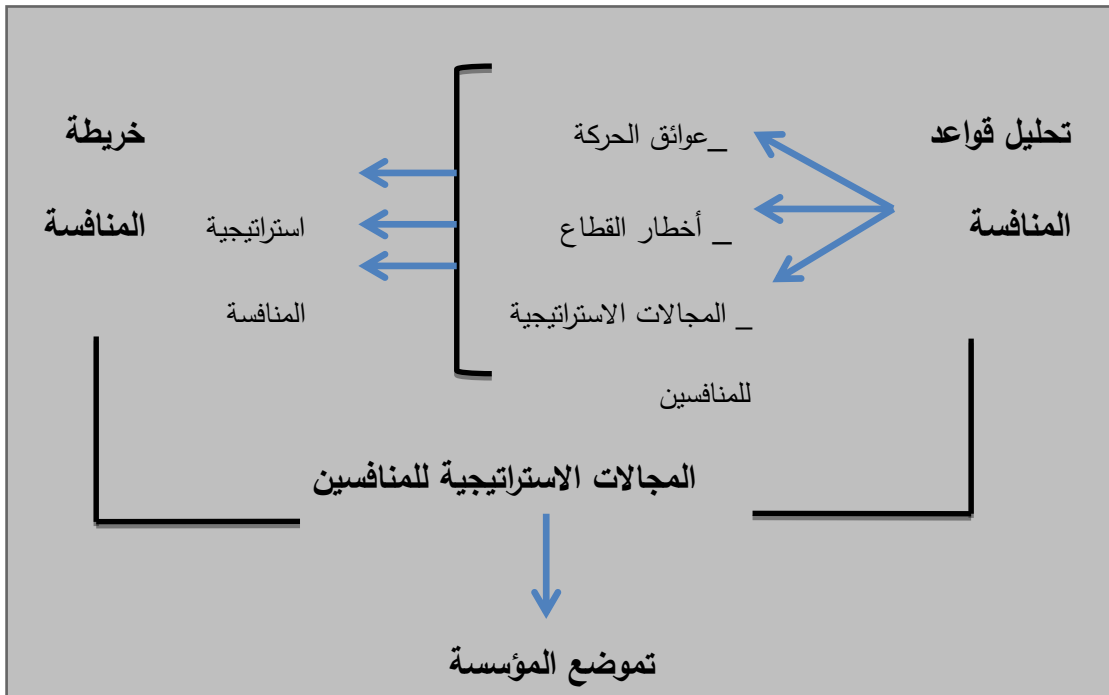 تحليل قواعد
المنافسة
_عوائق الحركة
_ أخطار القطاع
_ المجالات الاستراتيجية
للمنافسين
استراتيجية
المنافسة
خريطة
المنافسة
المجالات الاستراتيجية للمنافسين
تموضع المؤسسة